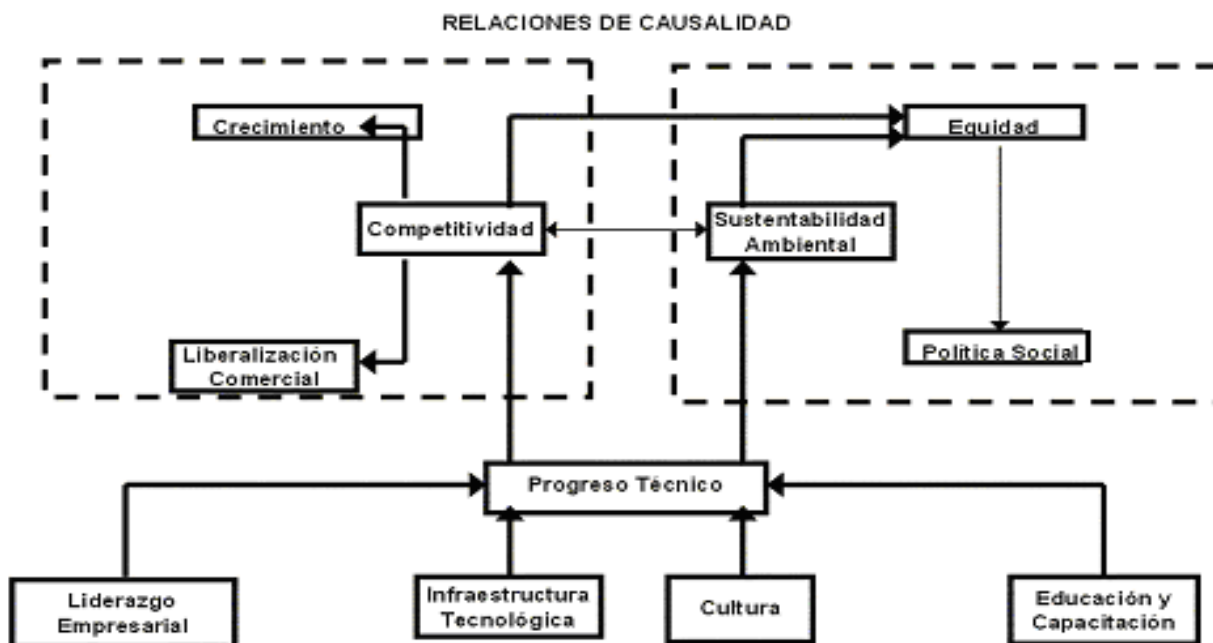 RELACIONES DE CAUSALIDAD
Crecimiento
Equidad
Competitividad
Sustentabilidad
Ambiental
Liberalización
Comercial
Política Social
Progreso Técnico
Liderazgo
Empresarial
Infraestructura
Tecnológica
Cultura
Educación y
Capacitación